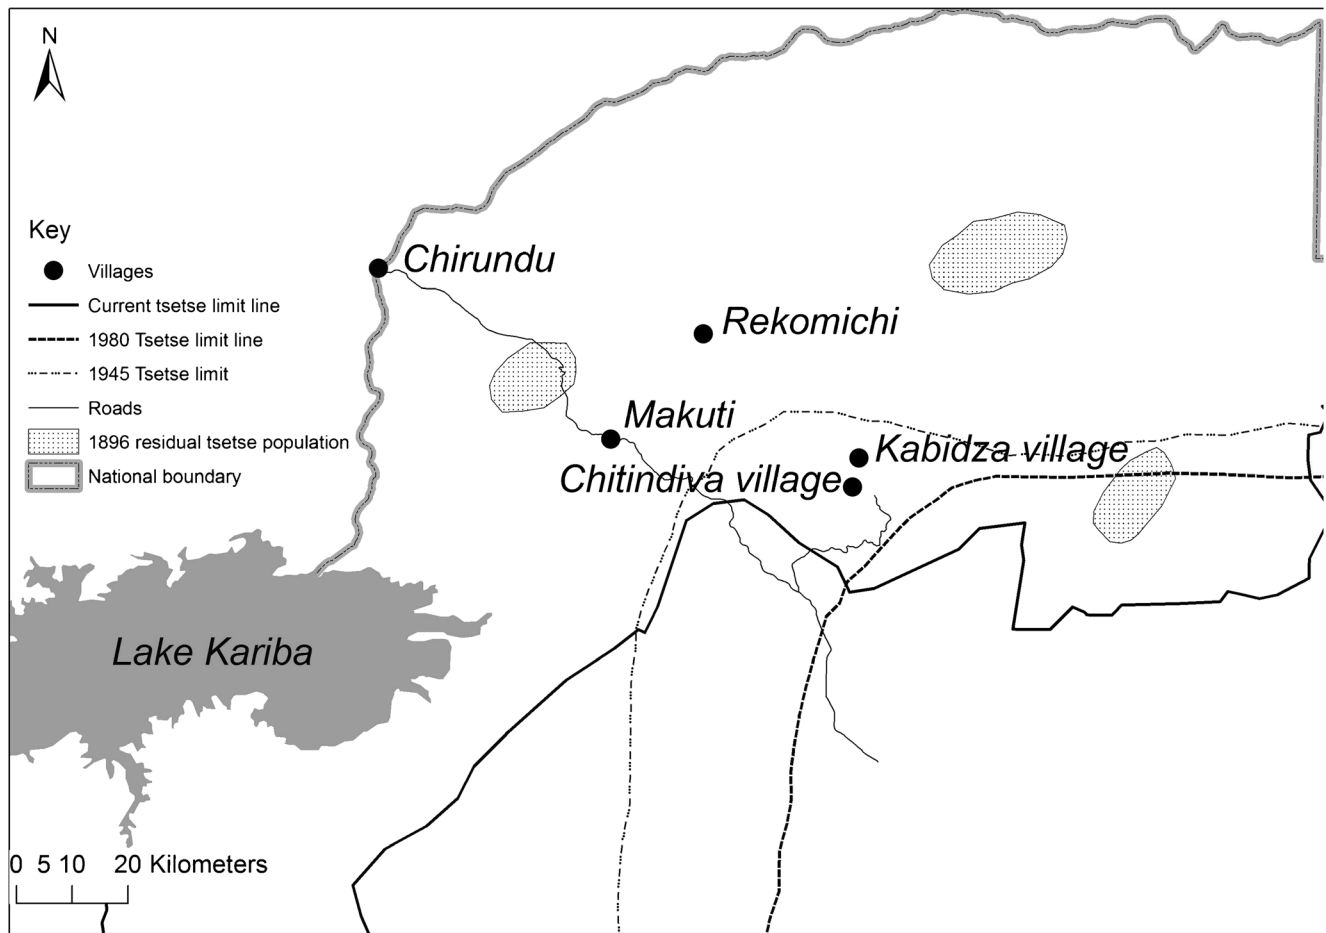 N
Key
Villages
Current tsetse limit line
1980 Tsetse limit line
1945 Tsetse limit
Roads
1896 residual tsetse population
National boundary
Chirundu
Rekomichi
Makuti
Kabidza village
Chitindiva village
Lake Kariba
0 5 10 20 Kilometers